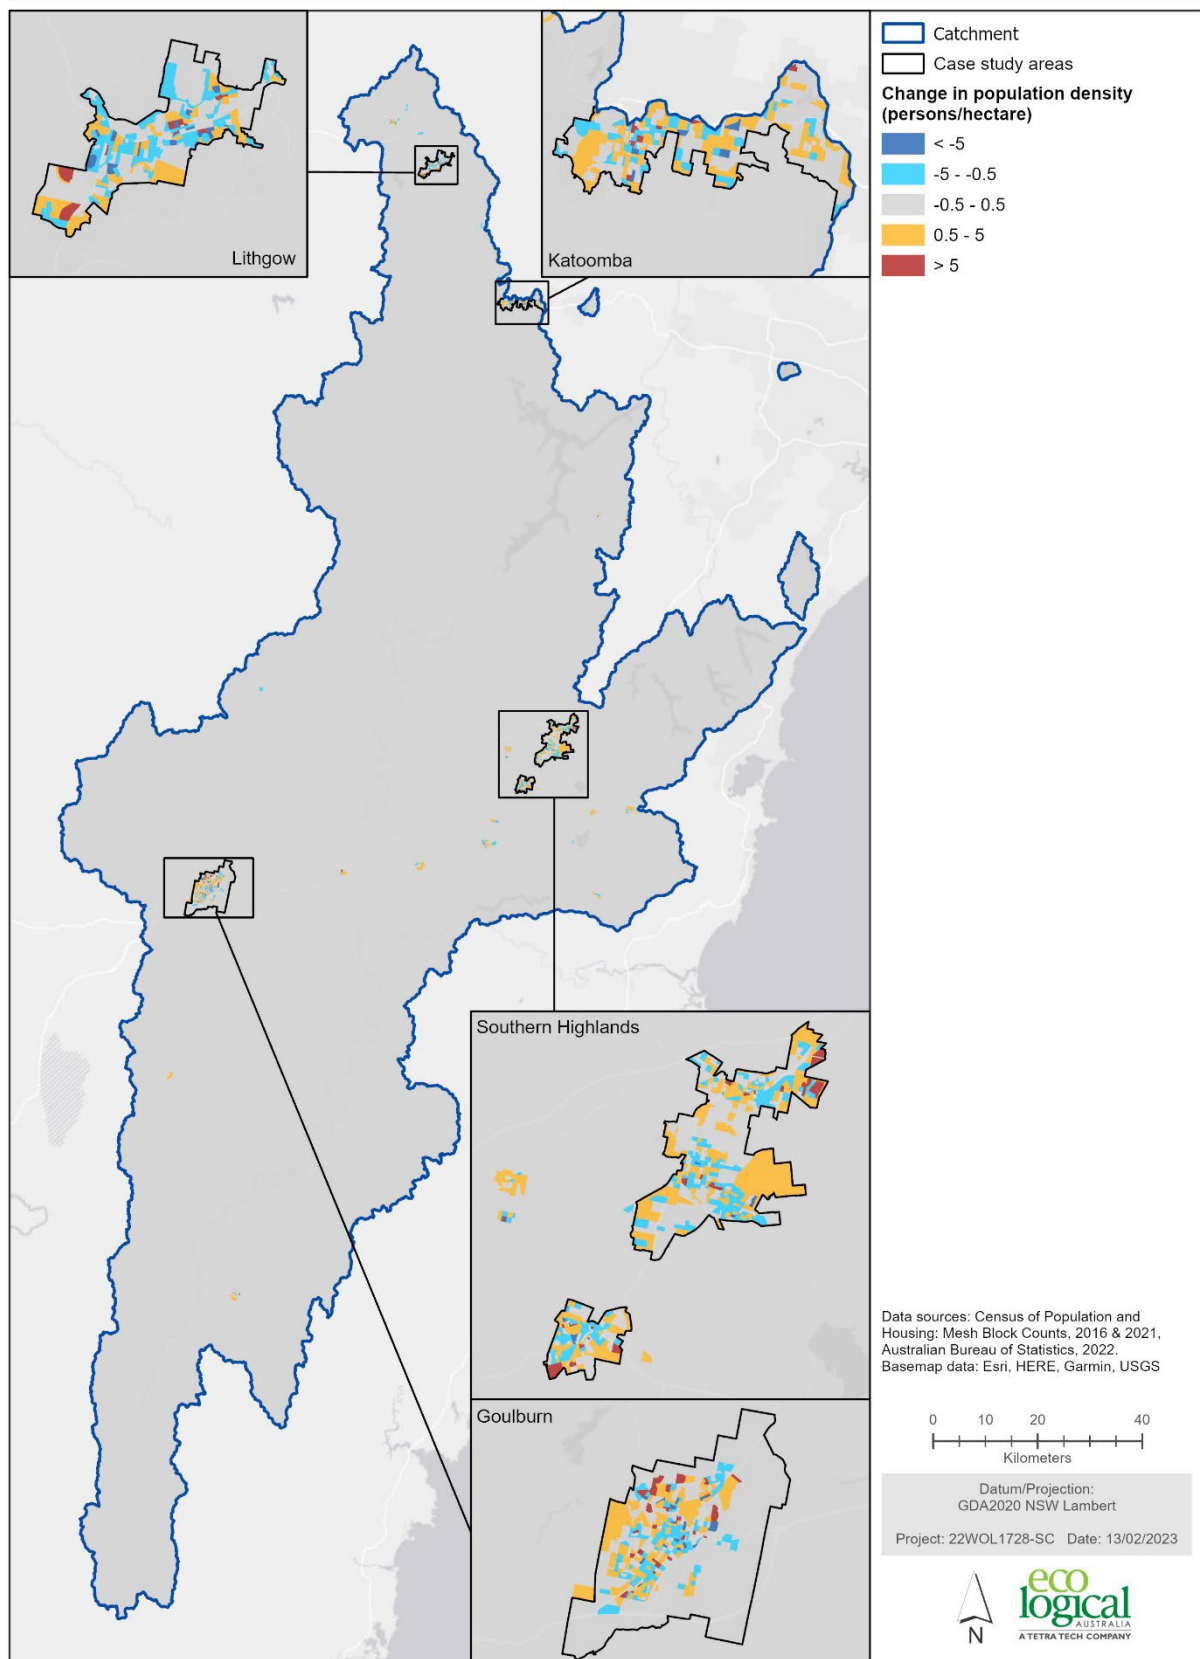 Lithgow
Katoomba
Southern Highlands
Goulburn
Catchment
Case study areas
Change in population density
(persons/hectare)
< -5
-5 - -0.5
-0.5 - 0.5
0.5 - 5
> 5
Data sources: Census of Population and
Housing: Mesh Block Counts, 2016 & 2021,
Australian Bureau of Statistics, 2022.
Basemap data: Esri, HERE, Garmin, USGS
0 10 20 40
Kilometers
Datum/Projection:
GDA2020 NSW Lambert
Project: 22WOL1728-SC Date: 13/02/2023
N
eco
logical
AUSTRALIA
A TETRA TECH COMPANY